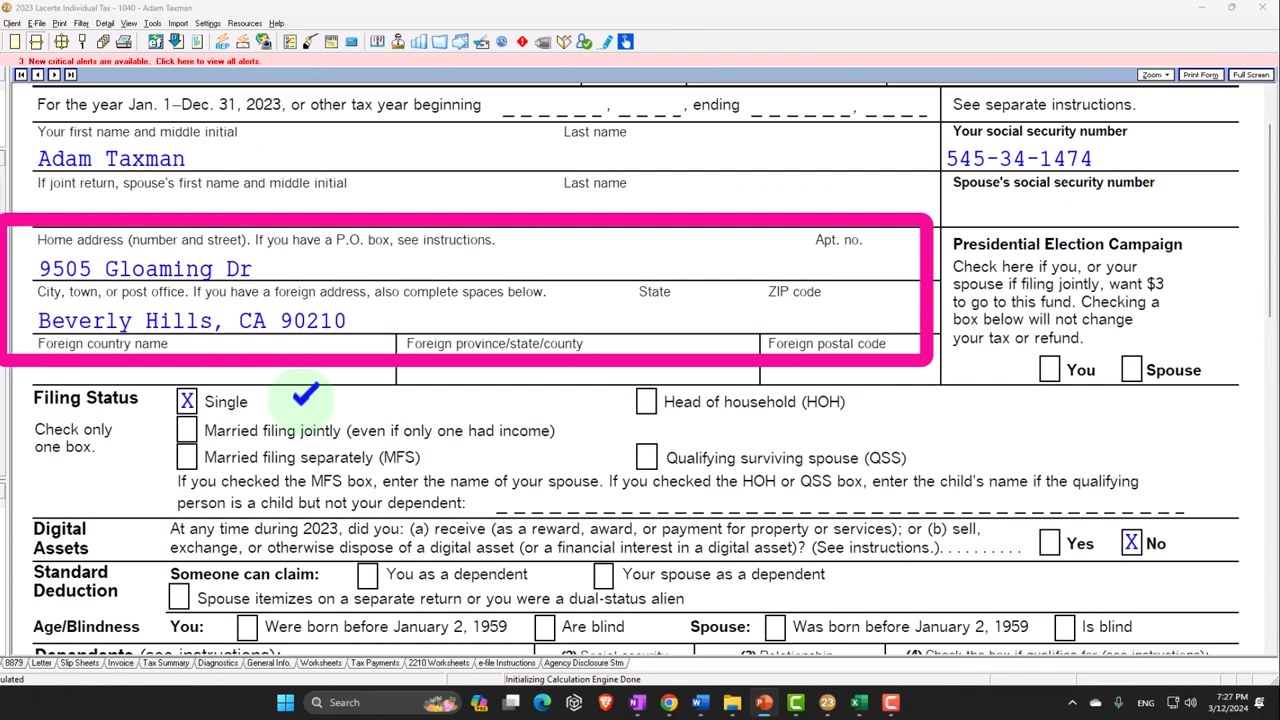 2023 Lacerte Individual Tax - 1040 - Adam Taxman
Client E-File Print Filter Detail View Tools Import Settings Resources Help
3 New critical alerts are available. Click here to view all alerts.
Zoom Print Form Full Screen
For the year Jan. 1–Dec. 31, 2023, or other tax year beginning _ _ _ _ _ _ , _ _ _ _ , ending _ _ _ _ _ _ _ , _ _ _ _
See separate instructions.
Your first name and middle initial Last name Your social security number
Adam Taxman 545-34-1474
If joint return, spouse's first name and middle initial Last name Spouse's social security number
Home address (number and street). If you have a P.O. box, see instructions. Apt. no.
9505 Gloaming Dr
City, town, or post office. If you have a foreign address, also complete spaces below. State ZIP code
Beverly Hills, CA 90210
Foreign country name Foreign province/state/county Foreign postal code
Presidential Election Campaign
Check here if you, or your
spouse if filing jointly, want $3
to go to this fund. Checking a
box below will not change
your tax or refund.
You Spouse
Filing Status X Single Head of household (HOH)
Check only
one box.
Married filing jointly (even if only one had income)
Married filing separately (MFS) Qualifying surviving spouse (QSS)
If you checked the MFS box, enter the name of your spouse. If you checked the HOH or QSS box, enter the child's name if the qualifying
person is a child but not your dependent:
Digital
Assets
At any time during 2023, did you: (a) receive (as a reward, award, or payment for property or services); or (b) sell,
exchange, or otherwise dispose of a digital asset (or a financial interest in a digital asset)? (See instructions.). . . . . . . . . . Yes X No
Standard
Deduction
Someone can claim: You as a dependent Your spouse as a dependent
Spouse itemizes on a separate return or you were a dual-status alien
Age/Blindness You: Were born before January 2, 1959 Are blind Spouse: Was born before January 2, 1959 Is blind
8879 Letter Slip Sheets Invoice Tax Summary Diagnostics General Info. Worksheets Tax Payments 2210 Worksheets e-file Instructions Agency Disclosure Stm
ulated Initializing Calculation Engine Done
Search
ENG
7:27 PM
3/12/2024